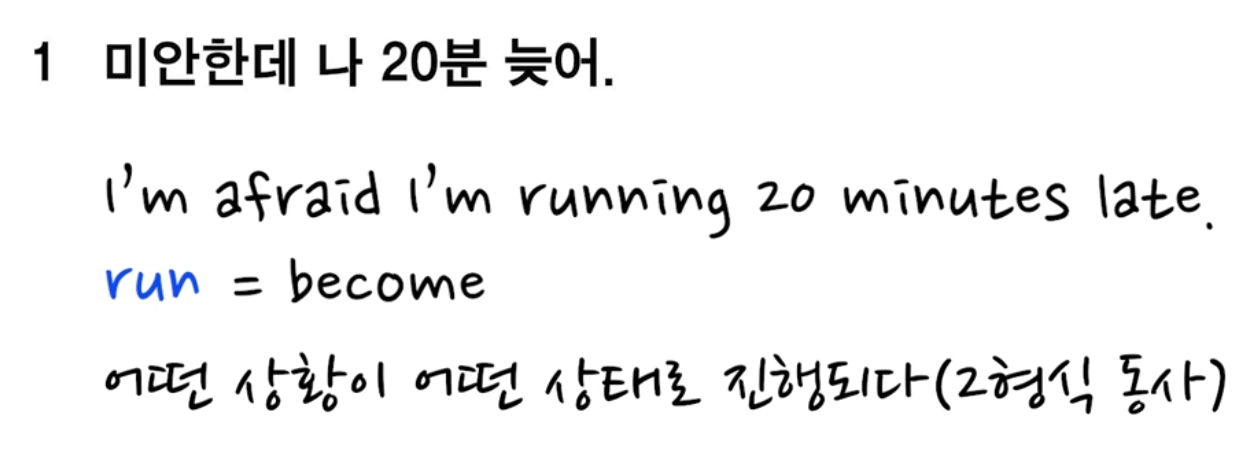 1 미안한데 나 20분 늦어.
I'm afraid I'm running 20 minutes late.
run = become
어떤 상황이 어떤 상태로 진행되다(2형식 동사)